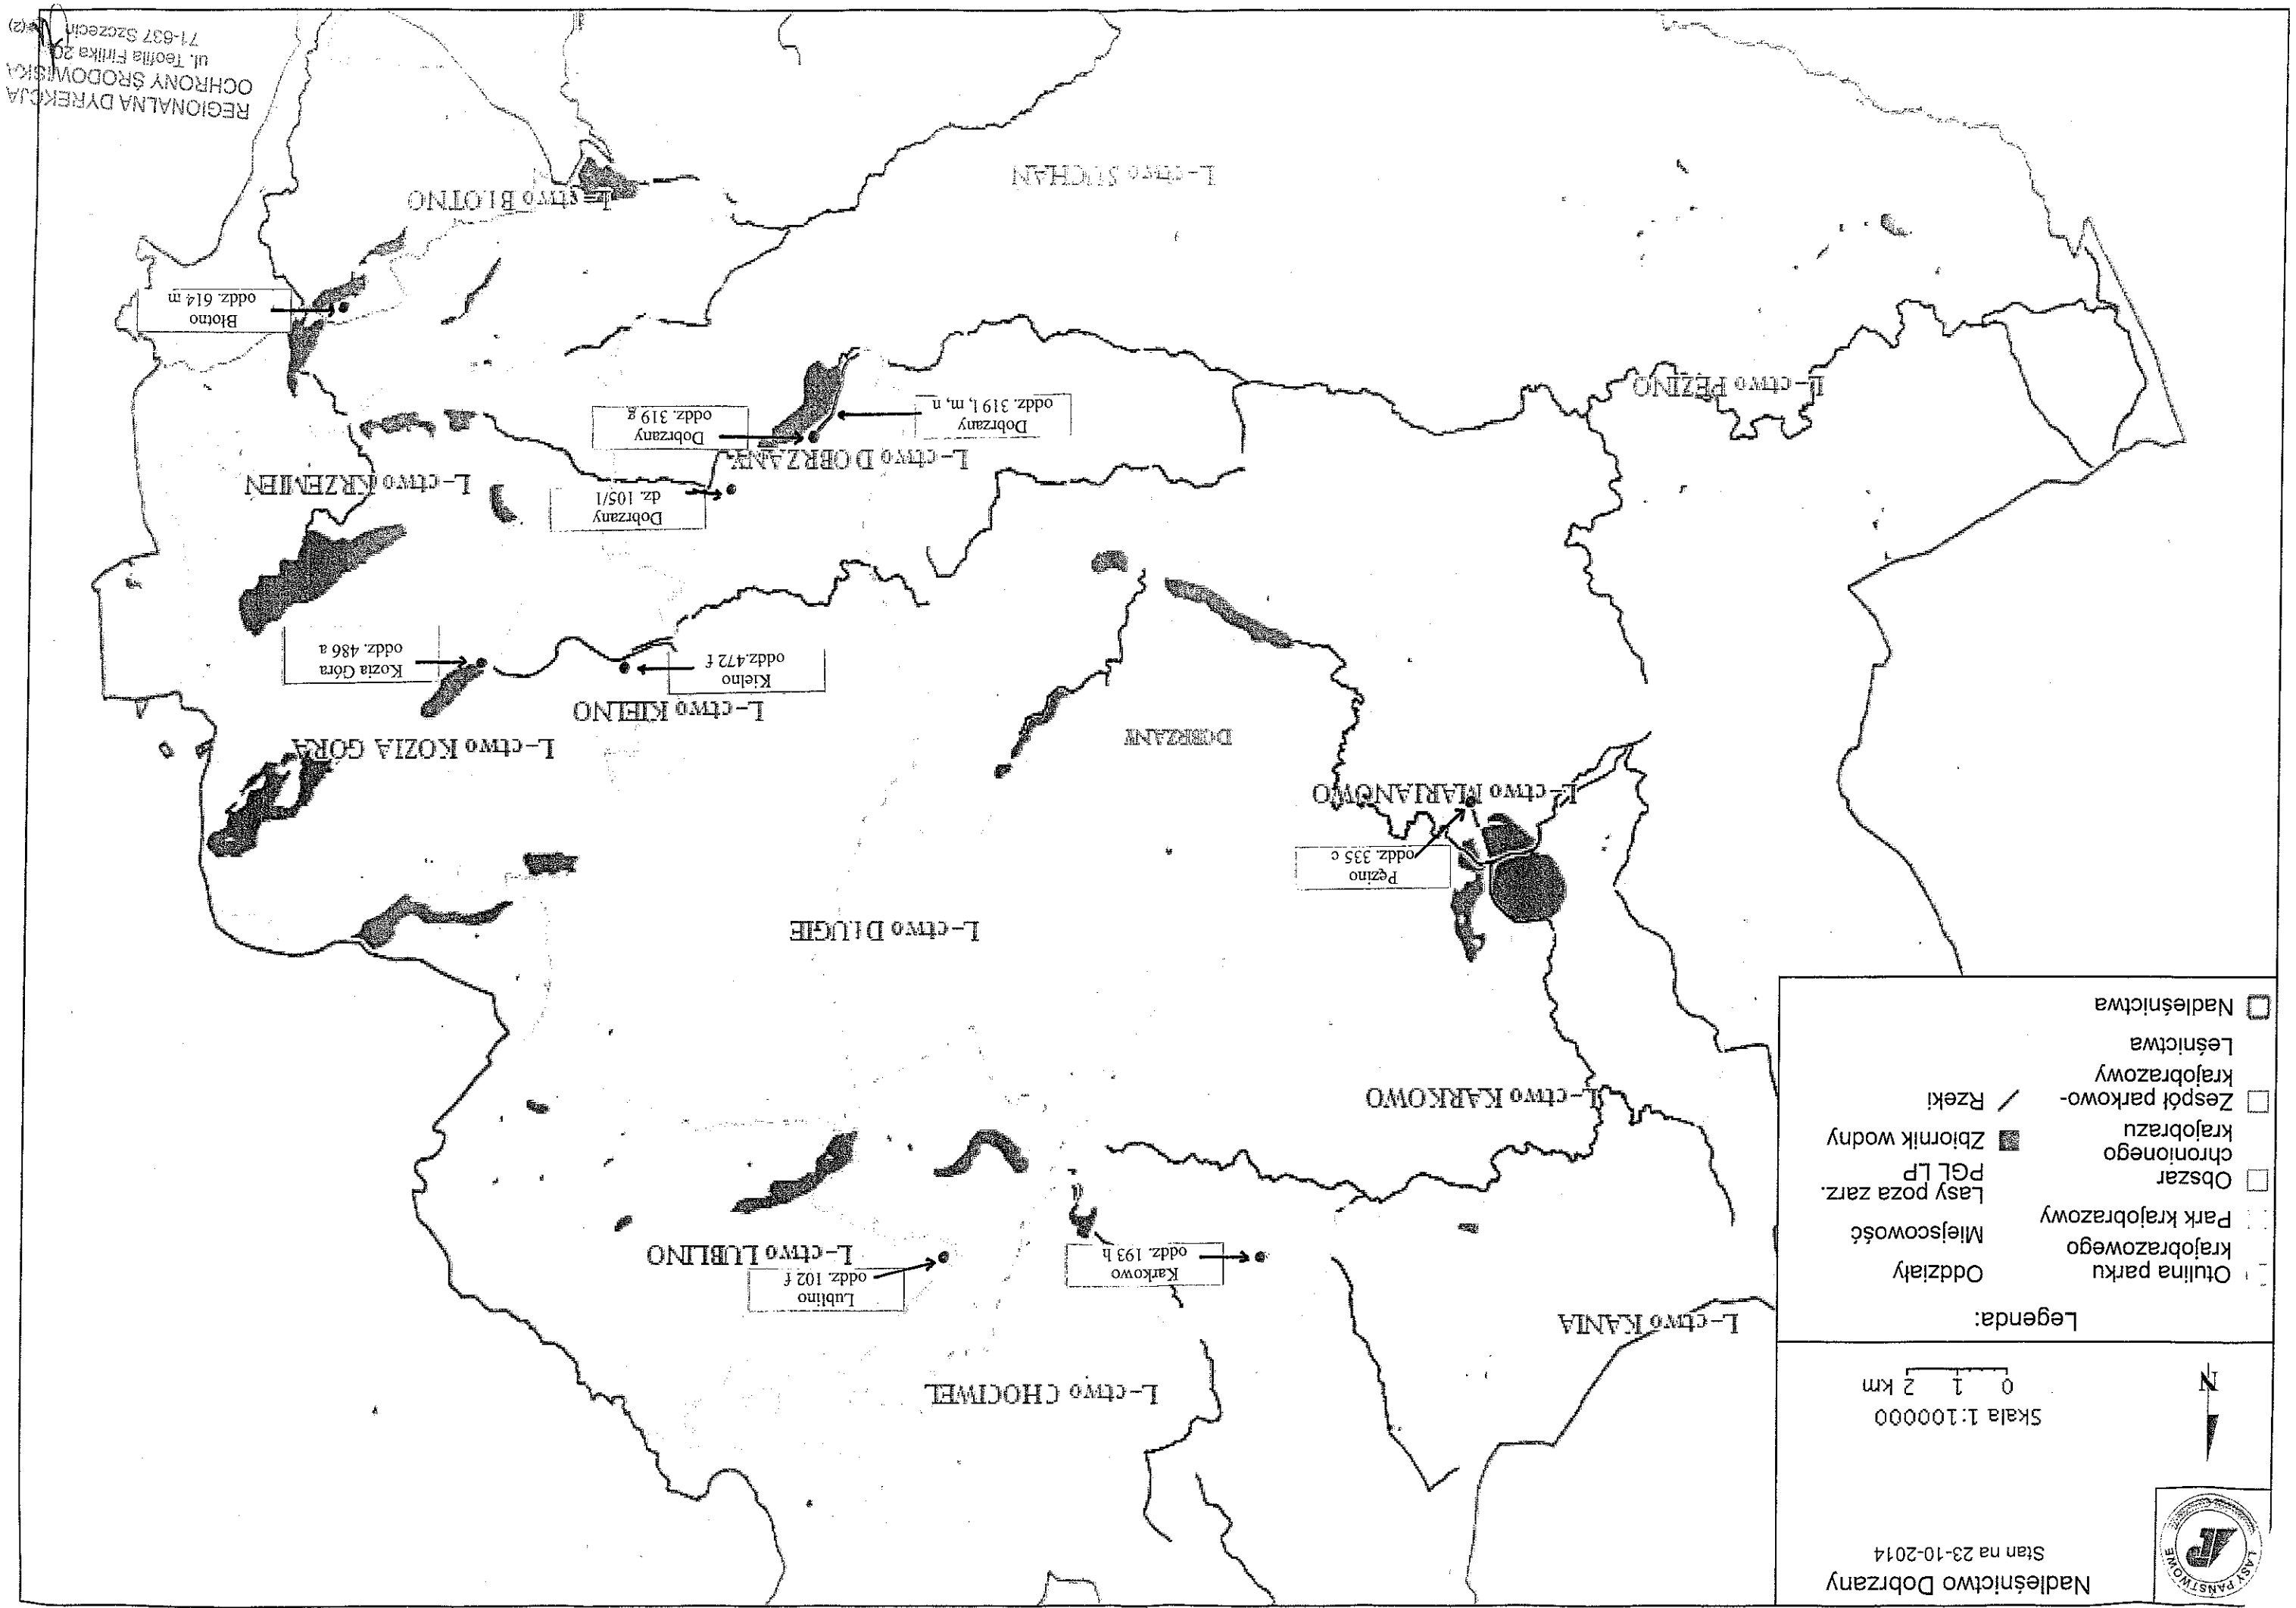 LASY PAŃSTWOWE
Nadleśnictwo Dobrzany
Stan na 23-10-2014
N
Skala 1:100000
0 1 2 km
Legenda:
Otulina parku
krajobrazowego
Park krajobrazowy
Obszar
chronionego
krajobrazu
Zespół parkowo-
krajobrazowy
Leśnictwa
Nadleśnictwa
Oddziały
Miejscowość
Lasy poza zarz.
PGL LP
Zbiornik wodny
Rzeki
L-ctwo CHOCIWEL
L-ctwo KANIA
Lublino
oddz. 102 f
Karkowo
oddz. 193 h
L-ctwo LUBLINO
L-ctwo KARKOWO
L-ctwo DŁUGIE
Pęzino
oddz. 335 c
L-ctwo MARIANOWO
L-ctwo KOZIA GÓRA
DOBRZANY
L-ctwo KIELNO
Kielno
oddz.472 f
Kozia Góra
oddz. 486 a
Dobrzany
dz. 105/1
L-ctwo KRZEMIEŃ
L-ctwo DOBRZANY
Dobrzany
oddz. 319 l, m, n
Dobrzany
oddz. 319 g
L-ctwo PĘZINO
Błotno
oddz. 614 m
L-ctwo BŁOTNO
L-ctwo SUCHAŃ
REGIONALNA DYREKCJA
OCHRONY ŚRODOWISKA
ul. Teofila Firlika 20
71-637 Szczecin
(2)